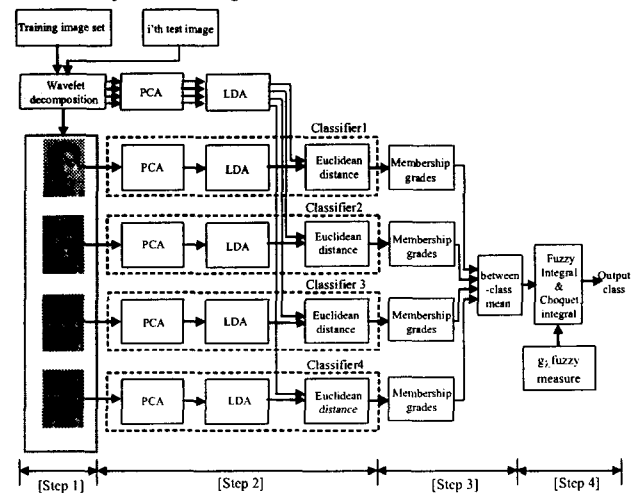 Training image set
i'th test image
Wavelet decomposition
PCA
LDA
Classifier1
PCA
LDA
Euclidean distance
Membership grades
Classifier2
PCA
LDA
Euclidean distance
Membership grades
between -class mean
Fuzzy Integral & Choquet integral
Output class
Classifier 3
PCA
LDA
Euclidean distance
Membership grades
gλ fuzzy measure
Classifier4
PCA
LDA
Euclidean distance
Membership grades
[Step 1]
[Step 2]
[Step 3]
[Step 4]